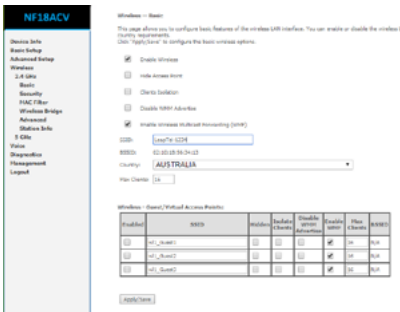 NF18ACV
Device Info
Basic Setup
Advanced Setup
Wireless
2.4 GHz
Basic
Security
MAC Filter
Wireless Bridge
Advanced
Station Info
5 GHz
Voice
Diagnostics
Management
Logout
Wireless -- Basic
This page allows you to configure basic features of the wireless LAN interface. You can enable or disable the wireless
country requirements.
Click "Apply/Save" to configure the basic wireless options.
Enable Wireless
Hide Access Point
Clients Isolation
Disable WMM Advertise
Enable Wireless Multicast Forwarding (WMF)
SSID:
BSSID:
Country: AUSTRALIA
Max Clients: 16
Wireless - Guest/Virtual Access Points:
Enabled SSID Hidden Isolate Clients Disable WMM Advertise Enable WMF Max Clients BSSID
wl0_Guest1 16 N/A
wl0_Guest2 16 N/A
wl0_Guest3 16 N/A
Apply/Save